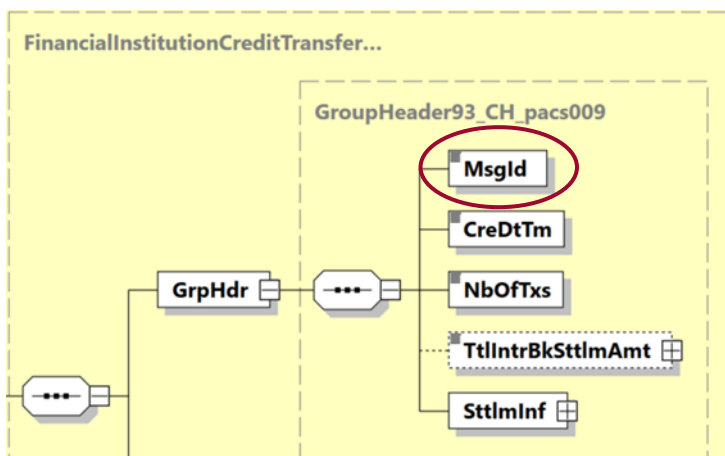 FinancialInstitutionCreditTransfer...
GroupHeader93_CH_pacs009
MsgId
CreDtTm
GrpHdr
NbOfTxs
TtlIntrBkSttlmAmt
SttlmInf